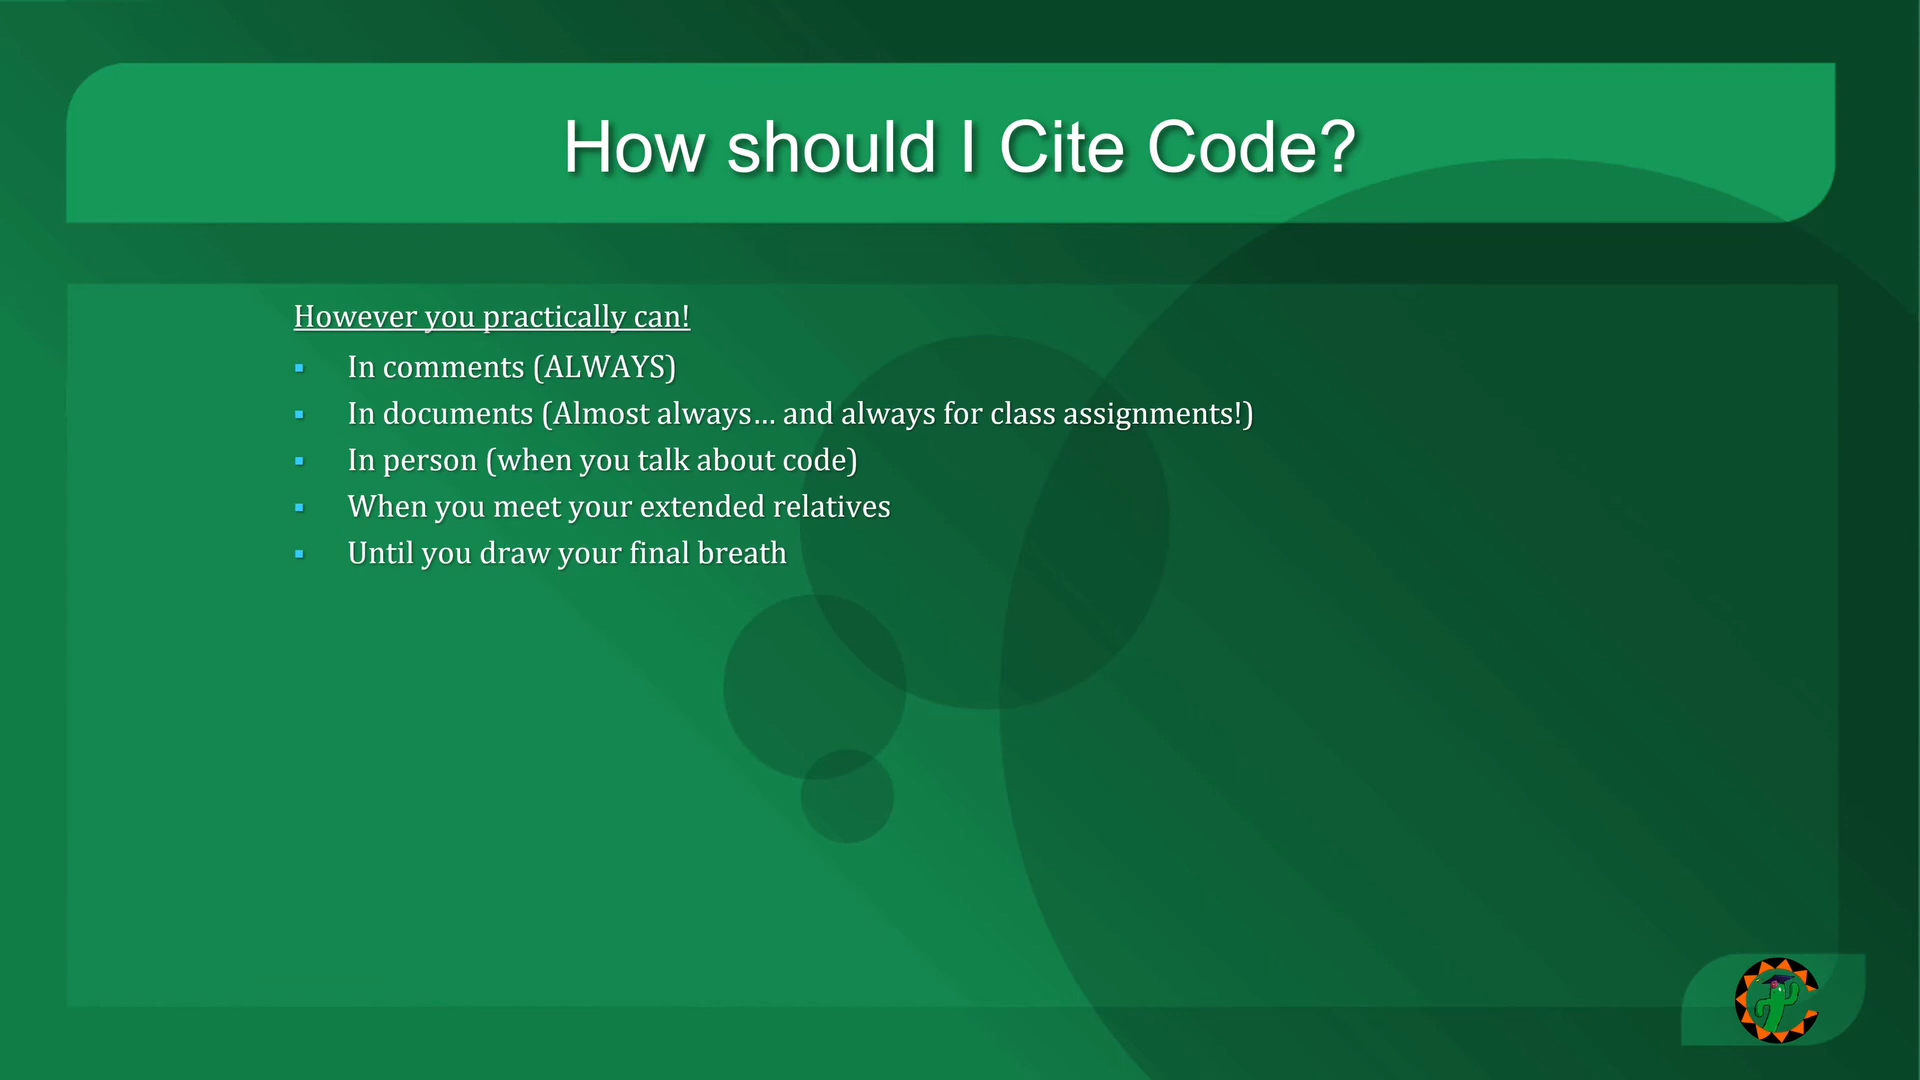 How should I Cite Code?
However you practically can!
In comments (ALWAYS)
In documents (Almost always… and always for class assignments!)
In person (when you talk about code)
When you meet your extended relatives
Until you draw your final breath